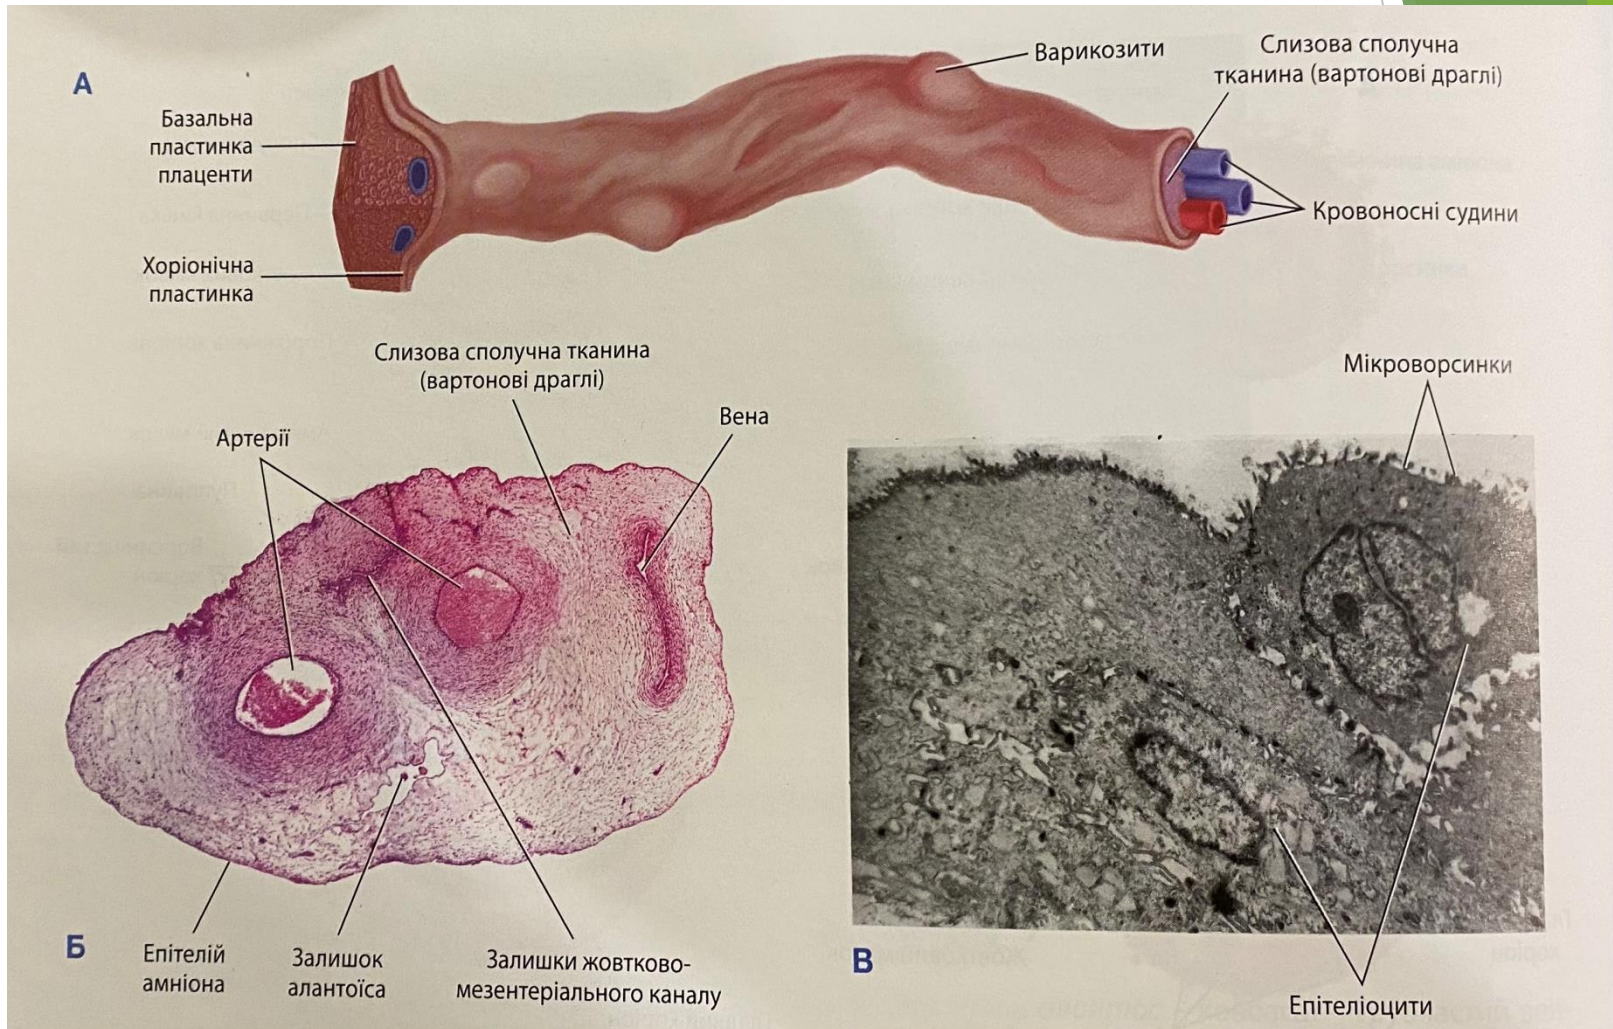 А
Базальна
пластинка
плаценти
Хоріонічна
пластинка
Варикозити
Слизова сполучна
тканина (вартонові драглі)
Кровоносні судини
Слизова сполучна тканина
(вартонові драглі)
Артерії
Вена
Мікроворсинки
Б
Епітелій
амніона
Залишок
алантоїса
Залишки жовтково-
мезентеріального каналу
В
Епітеліоцити